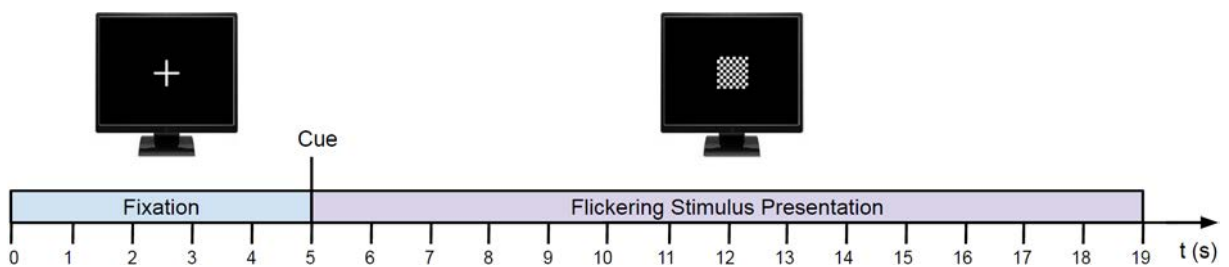 Cue
Fixation Flickering Stimulus Presentation
0 1 2 3 4 5 6 7 8 9 10 11 12 13 14 15 16 17 18 19 t (s)